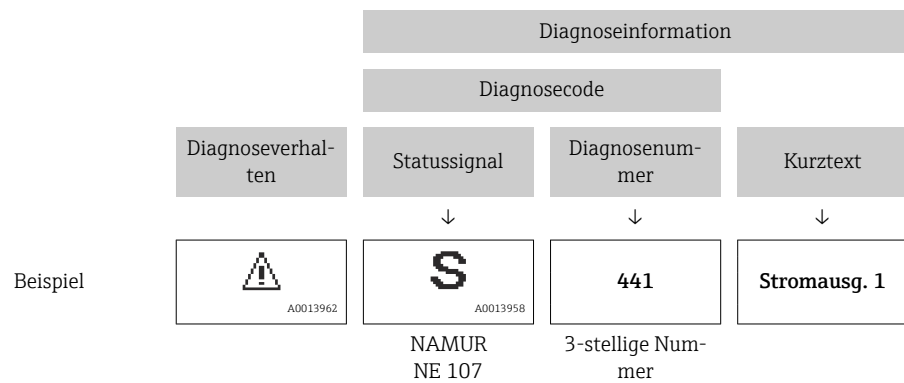 Diagnoseinformation
Diagnosecode
Diagnoseverhal-
ten
Statussignal
Diagnosenum-
mer
Kurztext
↓ ↓ ↓
Beispiel
A0013962
S
A0013958
441
Stromausg. 1
NAMUR
NE 107
3-stellige Num-
mer